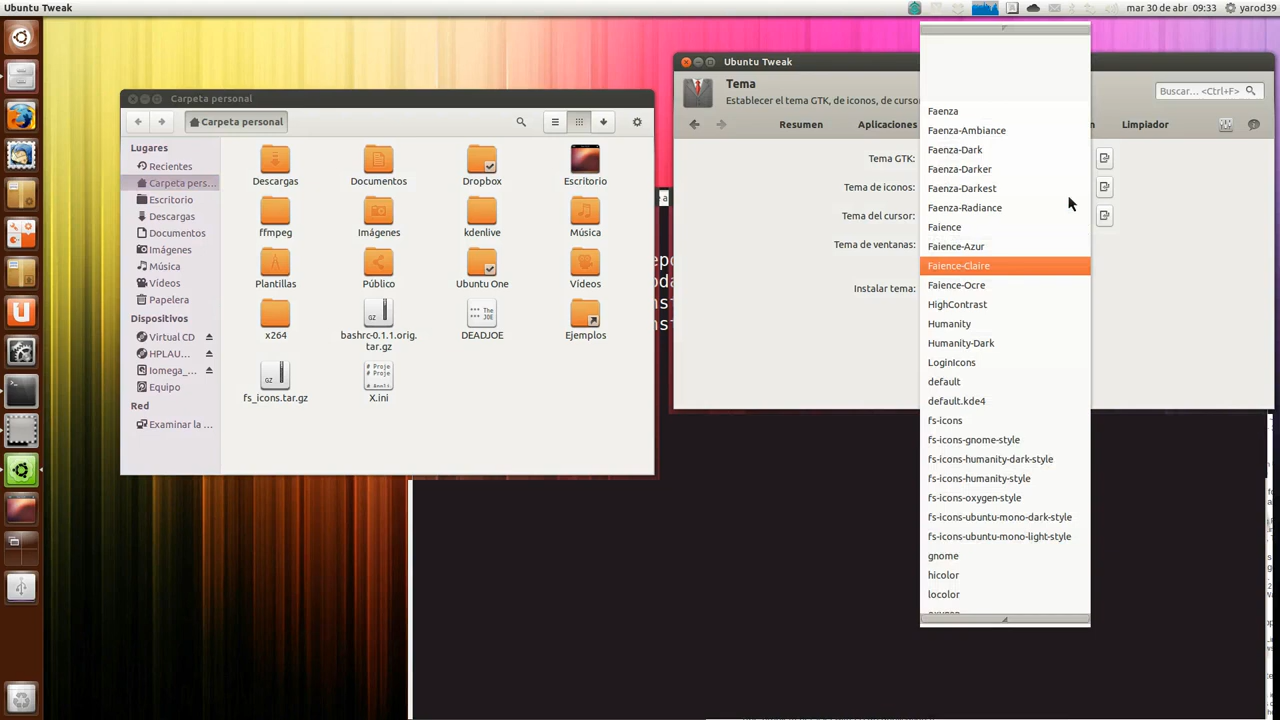 Ubuntu Tweak
mar 30 de abr
09:33
yarod39
Carpeta personal
Carpeta personal
Lugares
Recientes
Carpeta pers...
Escritorio
Descargas
Documentos
Imágenes
Música
Vídeos
Papelera
Dispositivos
Virtual CD
HPLAU...
Iomega_...
Equipo
Red
Examinar la ...
Descargas
Documentos
Dropbox
Escritorio
ffmpeg
Imágenes
kdenlive
Música
Plantillas
Público
Ubuntu One
Vídeos
x264
GZ
bashrc-0.1.1.orig.
tar.gz
The
JOE
DEADJOE
Ejemplos
GZ
fs_icons.tar.gz
# Proje
# Proje
X.ini
Ubuntu Tweak
Tema
Establecer el tema GTK, de iconos, de curso
Buscar... <Ctrl+F>
Resumen
Aplicaciones
n
Limpiador
Tema GTK:
Tema de iconos:
Tema del cursor:
Tema de ventanas:
Instalar tema:
Faenza
Faenza-Ambiance
Faenza-Dark
Faenza-Darker
Faenza-Darkest
Faenza-Radiance
Faience
Faience-Azur
Faience-Claire
Faience-Ocre
HighContrast
Humanity
Humanity-Dark
LoginIcons
default
default.kde4
fs-icons
fs-icons-gnome-style
fs-icons-humanity-dark-style
fs-icons-humanity-style
fs-icons-oxygen-style
fs-icons-ubuntu-mono-dark-style
fs-icons-ubuntu-mono-light-style
gnome
hicolor
locolor